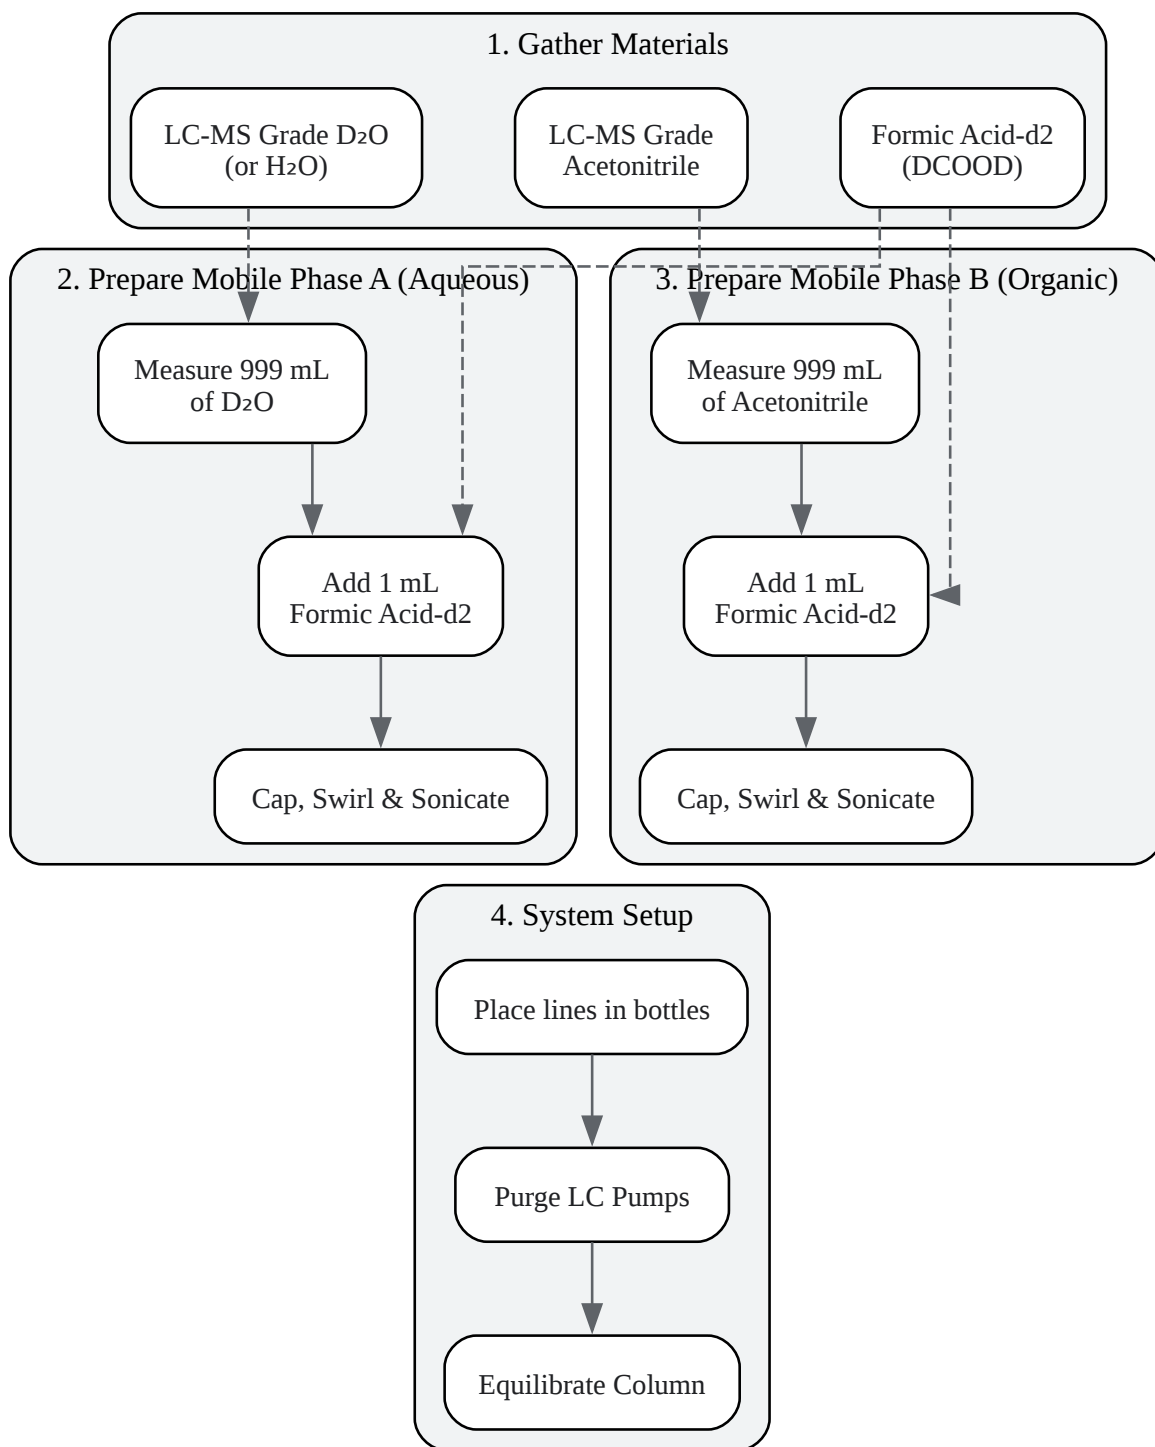 1. Gather Materials
LC-MS Grade D₂O
(or H₂O)
LC-MS Grade
Acetonitrile
Formic Acid-d2
(DCOOD)
2. Prepare Mobile Phase A (Aqueous)
Measure 999 mL
of D₂O
Add 1 mL
Formic Acid-d2
Cap, Swirl & Sonicate
3. Prepare Mobile Phase B (Organic)
Measure 999 mL
of Acetonitrile
Add 1 mL
Formic Acid-d2
Cap, Swirl & Sonicate
4. System Setup
Place lines in bottles
Purge LC Pumps
Equilibrate Column